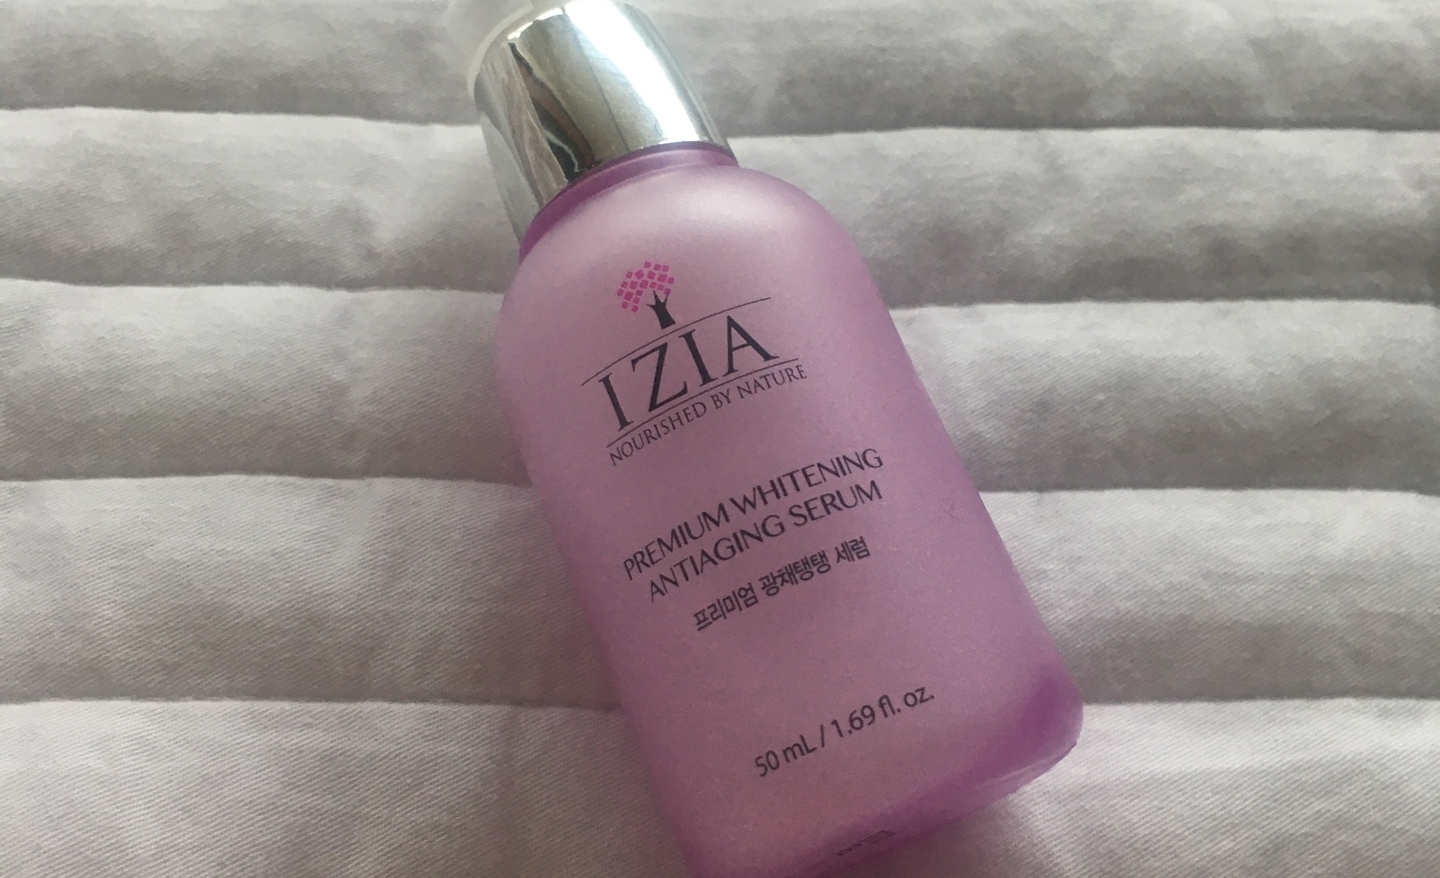 IZIA
NOURISHED BY NATURE
PREMIUM WHITENING
ANTIAGING SERUM
프리미엄 광채탱탱 세럼
50 mL / 1.69 fl. oz.